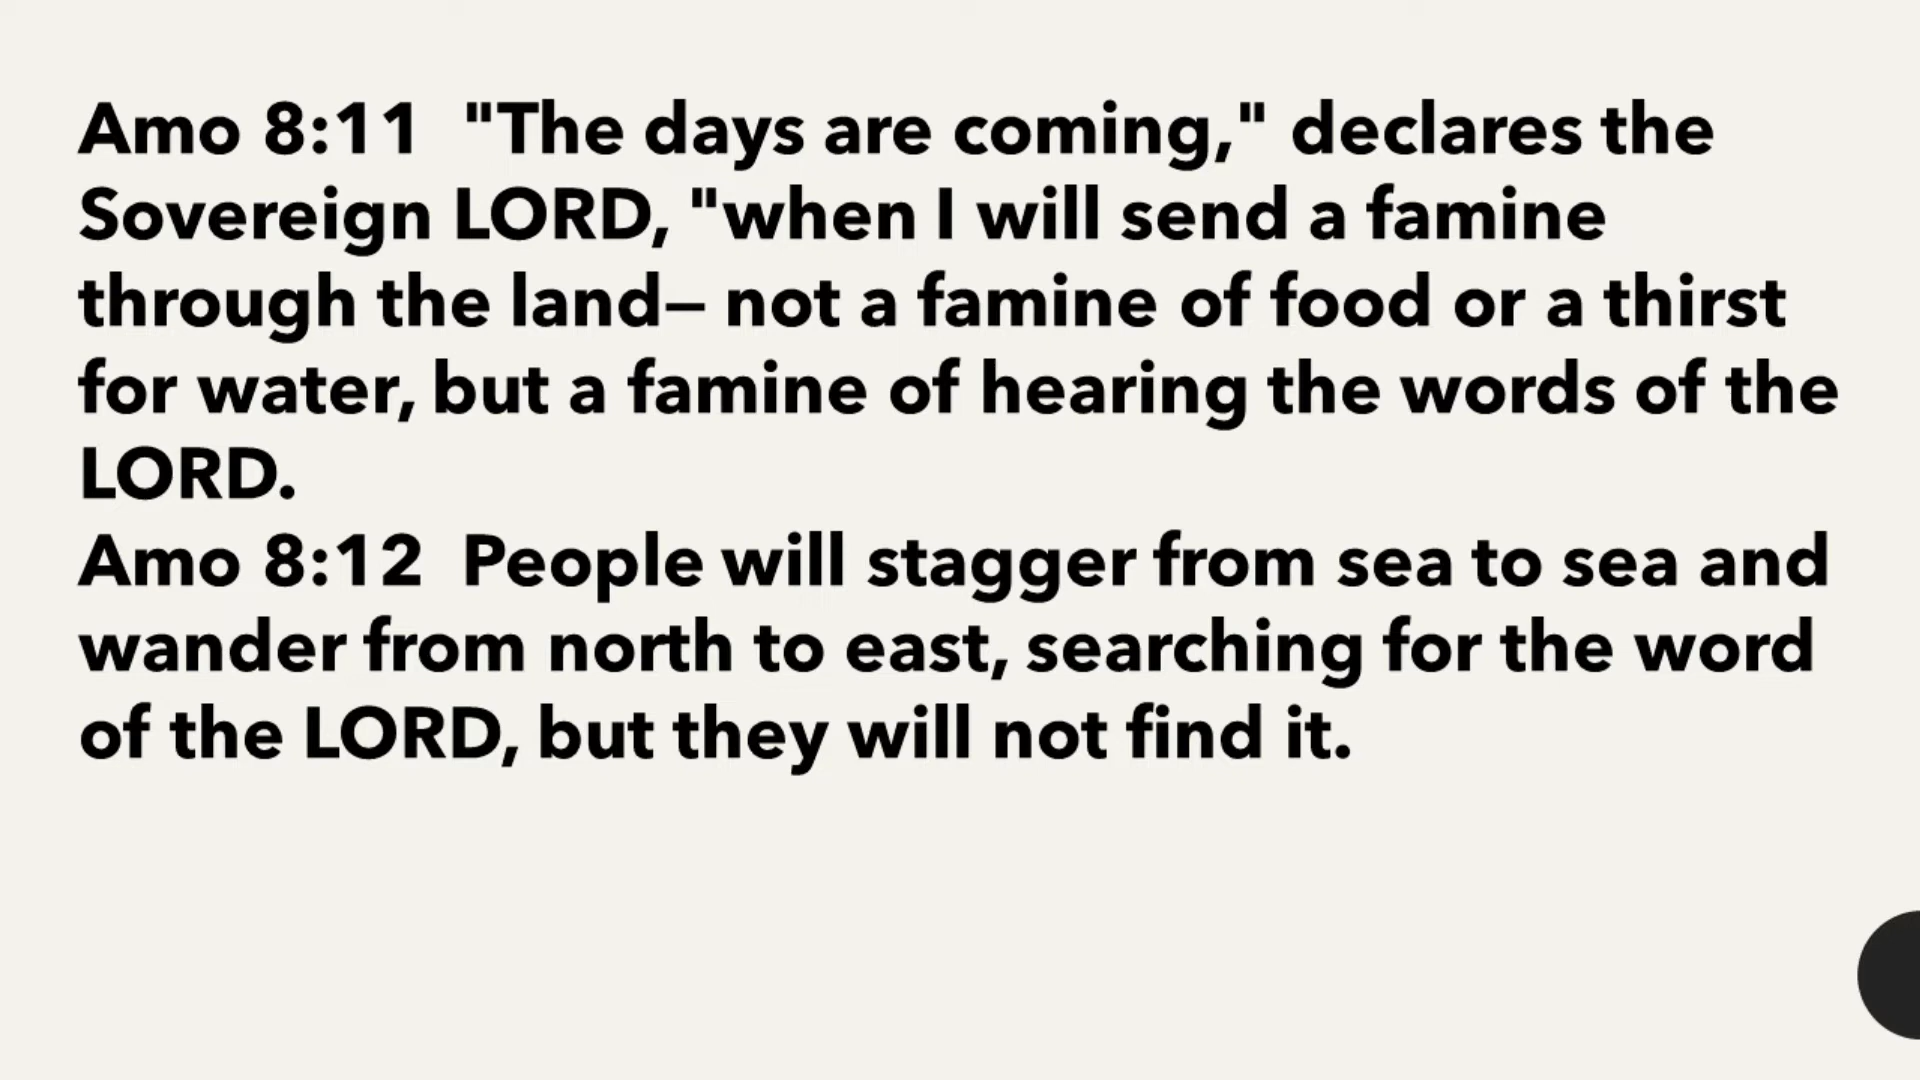 Amo 8:11  "The days are coming," declares the
Sovereign LORD, "when I will send a famine
through the land— not a famine of food or a thirst
for water, but a famine of hearing the words of the
LORD.
Amo 8:12  People will stagger from sea to sea and
wander from north to east, searching for the word
of the LORD, but they will not find it.